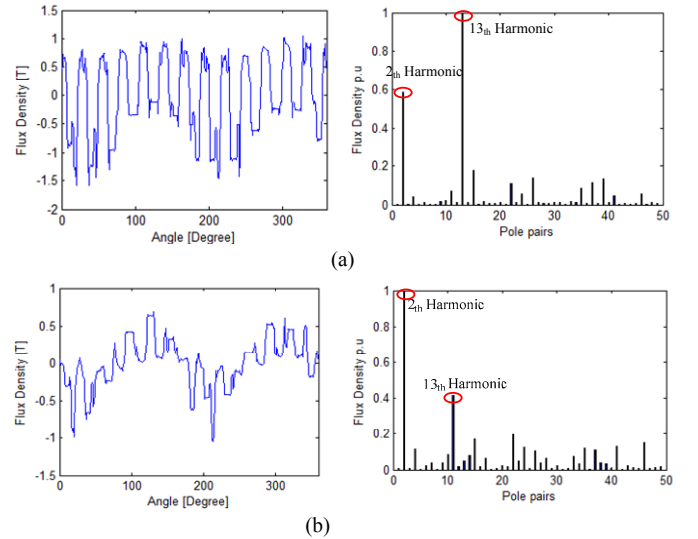 1
0.5
0
-0.5
-1
-1.5
-2
0 100 200 300
Flux Density [T]
Angle [Degree]
1
0.8
0.6
0.4
0.2
0
0 10 20 30 40 50
Flux Density p.u
Pole pairs
13th Harmonic
2th Harmonic
(a)
1
0.5
0
-0.5
-1
-1.5
0 100 200 300
Flux Density [T]
Angle [Degree]
1
0.8
0.6
0.4
0.2
0
0 10 20 30 40 50
Flux Density p.u
Pole pairs
2th Harmonic
13th Harmonic
(b)